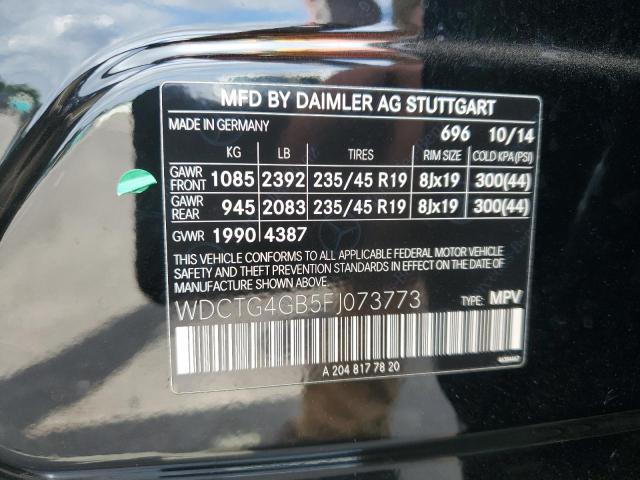 MFD BY DAIMLER AG STUTTGART
MADE IN GERMANY 696 10/14
KG LB TIRES RIM SIZE COLD KPA(PSI)
GAWR FRONT 1085 2392 235/45 R19 8Jx19 300(44)
GAWR REAR 945 2083 235/45 R19 8Jx19 300(44)
GVWR 1990 4387
THIS VEHICLE CONFORMS TO ALL APPLICABLE FEDERAL MOTOR VEHICLE
SAFETY AND THEFT PREVENTION STANDARDS IN EFFECT ON THE DATE OF
MANUFACTURE SHOWN ABOVE.
WDCTG4GB5FJ073773 TYPE: MPV
A 204 817 78 20